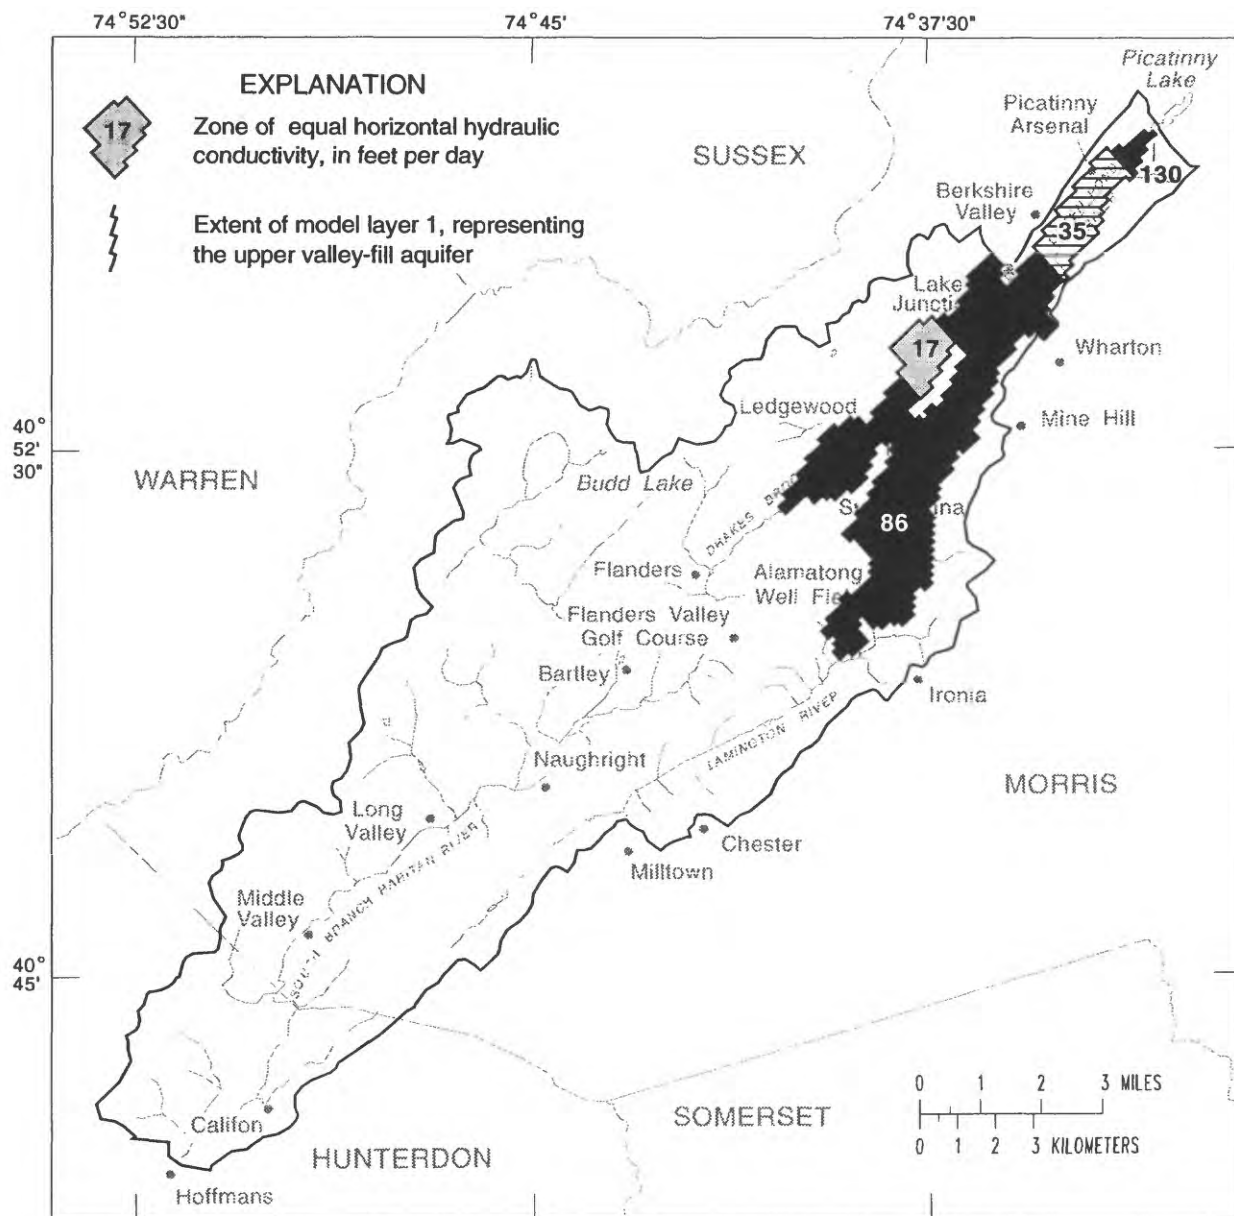 74°52'30"
74°45'
74°37'30"
EXPLANATION
17
Zone of equal horizontal hydraulic
conductivity, in feet per day
Extent of model layer 1, representing
the upper valley-fill aquifer
Picatinny
Lake
Picatinny
Arsenal
SUSSEX
130
Berkshire
Valley
35
Lake
Juncti
17
Wharton
Ledgewood
Mine Hill
40°
52'
30"
WARREN
Budd Lake
DRAKES
86
Flanders
Alamatong
Well Fie
Flanders Valley
Golf Course
Bartley
Ironia
LAMINGTON RIVER
Naughright
MORRIS
Long
Valley
Chester
Milltown
SOUTH BRANCH RARITAN RIVER
Middle
Valley
40°
45'
0 1 2 3 MILES
SOMERSET
Califon
0 1 2 3 KILOMETERS
HUNTERDON
Hoffmans